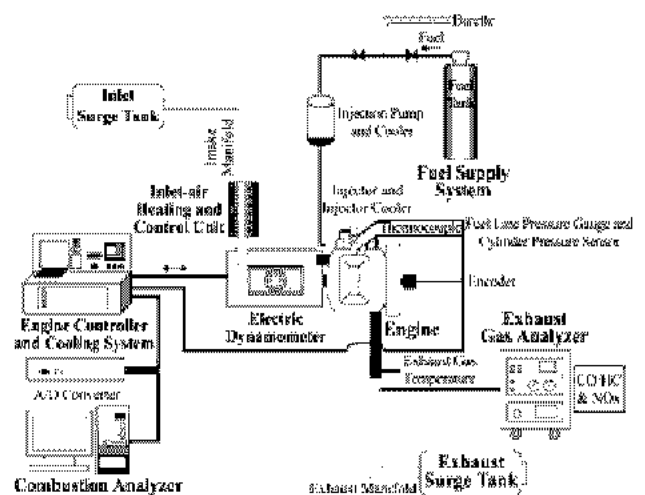 Burette
Fuel
Inlet
Surge Tank
Fuel
Tank
Intake
Manifold
Injection Pump
and Cooler
Fuel Supply
System
Inlet-air
Heating and
Control Unit
Injector and
Injector Cooler
Thermocouple
Fuel Line Pressure Gauge and
Cylinder Pressure Sensor
Encoder
Engine Controller
and Cooling System
Electric
Dynamometer
Engine
Exhaust
Gas Analyzer
Exhaust Gas
Temperature
CO/HC
& NOx
A/D Converter
Combustion Analyzer
Exhaust Manifold
Exhaust
Surge Tank